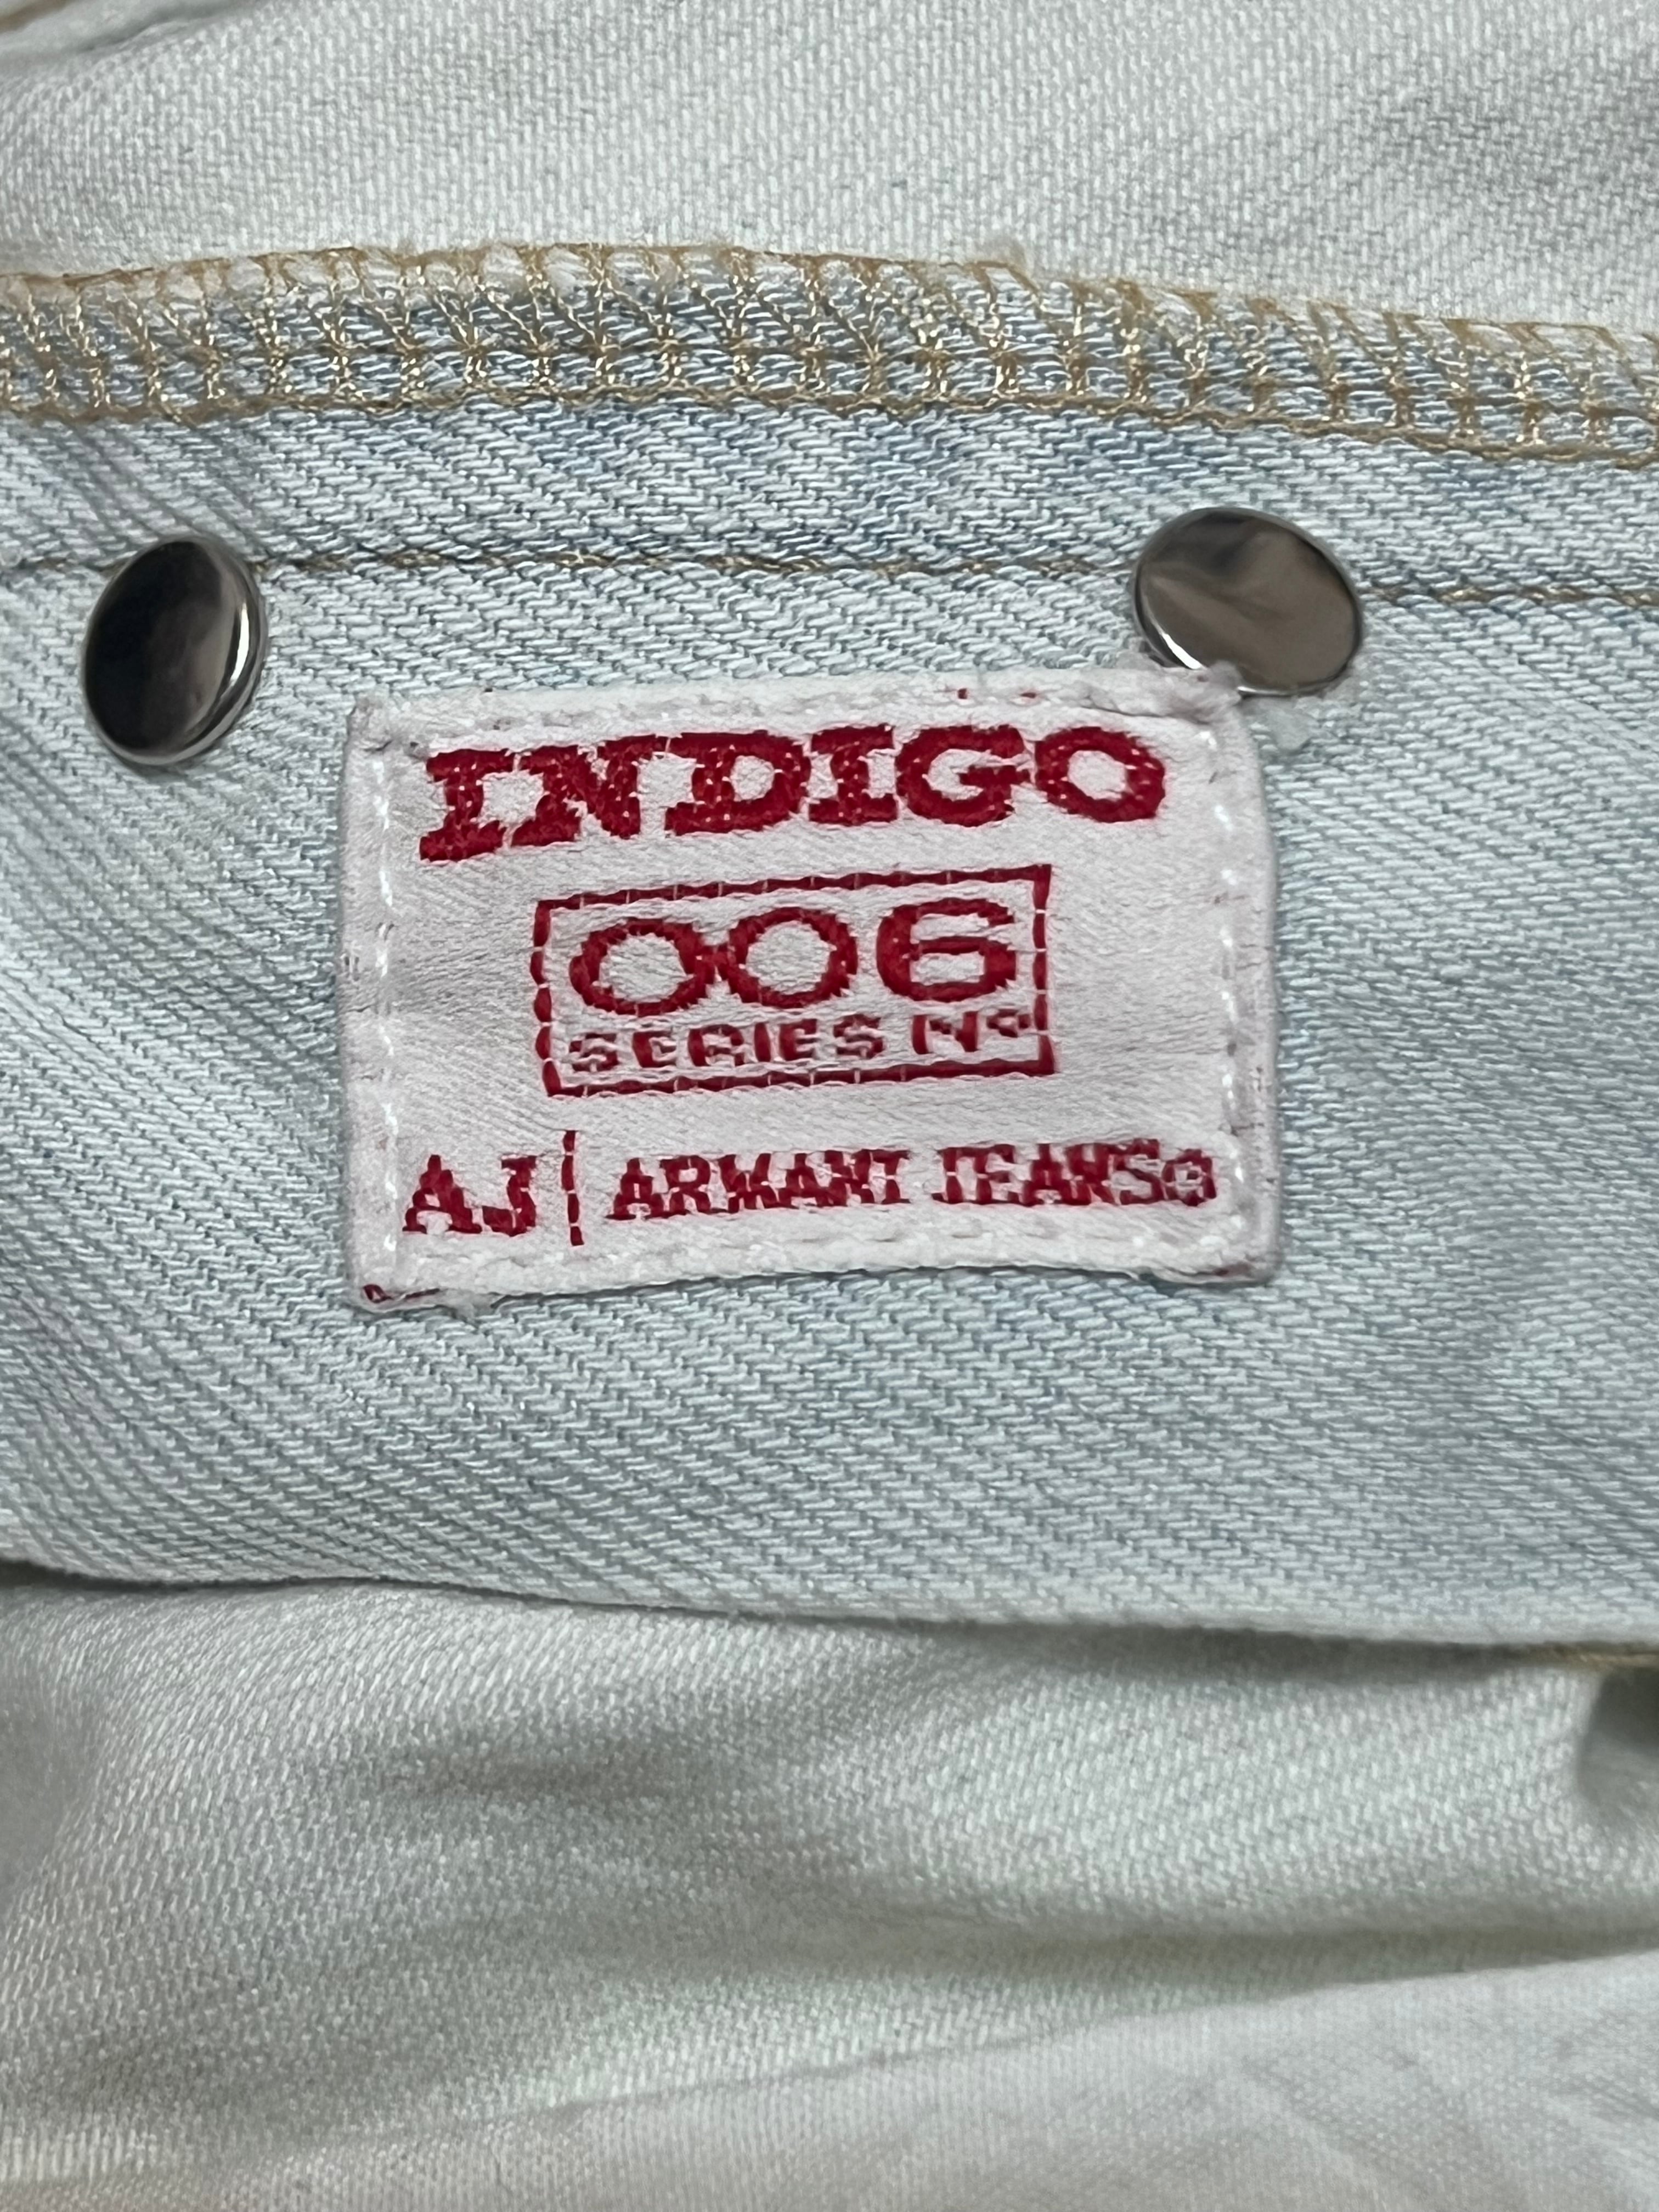 INDIGO
006
SERIES Nº
AJ | ARMANI JEANS®